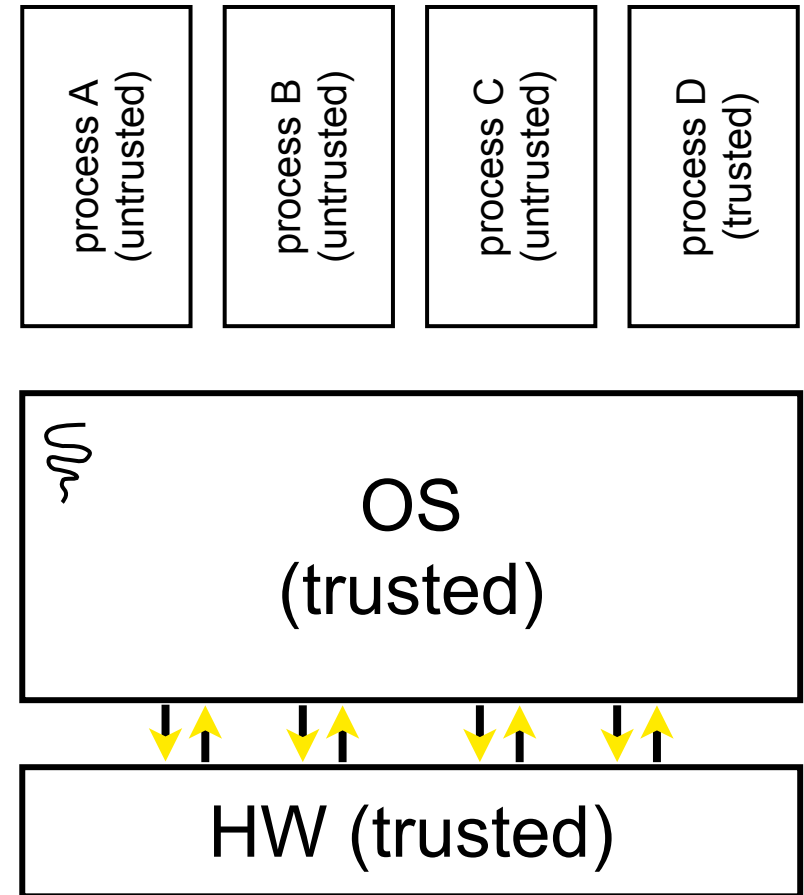 process A
(untrusted)
process B
(untrusted)
process C
(untrusted)
process D
(trusted)
OS
(trusted)
HW (trusted)